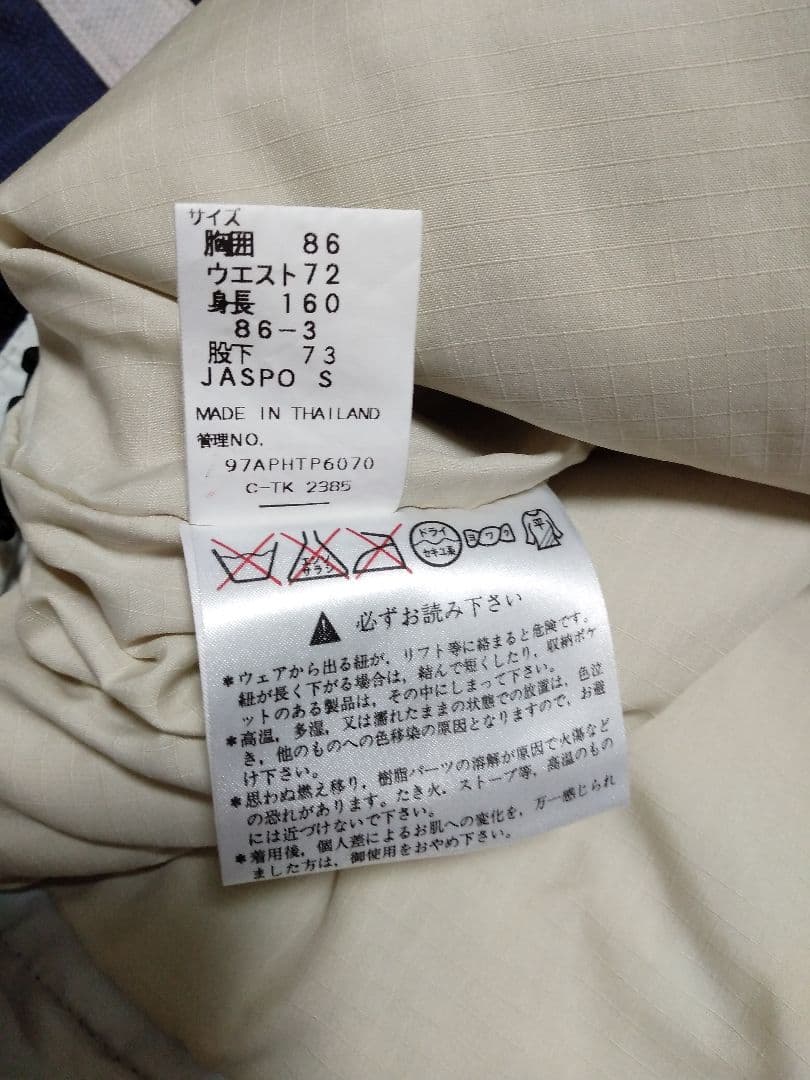 サイズ
胸囲 86
ウエスト72
身長 160
86-3
股下 73
JASPO S
MADE IN THAILAND
管理NO.
97APHTP6070
C-TK 2385
エンソサラシ
ドライ
セキユ系
ヨワク
平
必ずお読み下さい
*ウェアから出る紐が，リフト等に絡まると危険です。
紐が長く下がる場合は，結んで短くしたり，収納ポケ
ットのある製品は，その中にしまって下さい。
*高温，多湿，又は濡れたままの状態での放置は，色泣
き，他のものへの色移染の原因となりますので，お避
け下さい。
*思わぬ燃え移り，樹脂パーツの溶解が原因で火傷など
の恐れがあります。たき火，ストーブ等，高温のもの
には近づけないで下さい。
*着用後，個人差によるお肌への変化を，万一感じられ
ました方は，御使用をおやめ下さい。